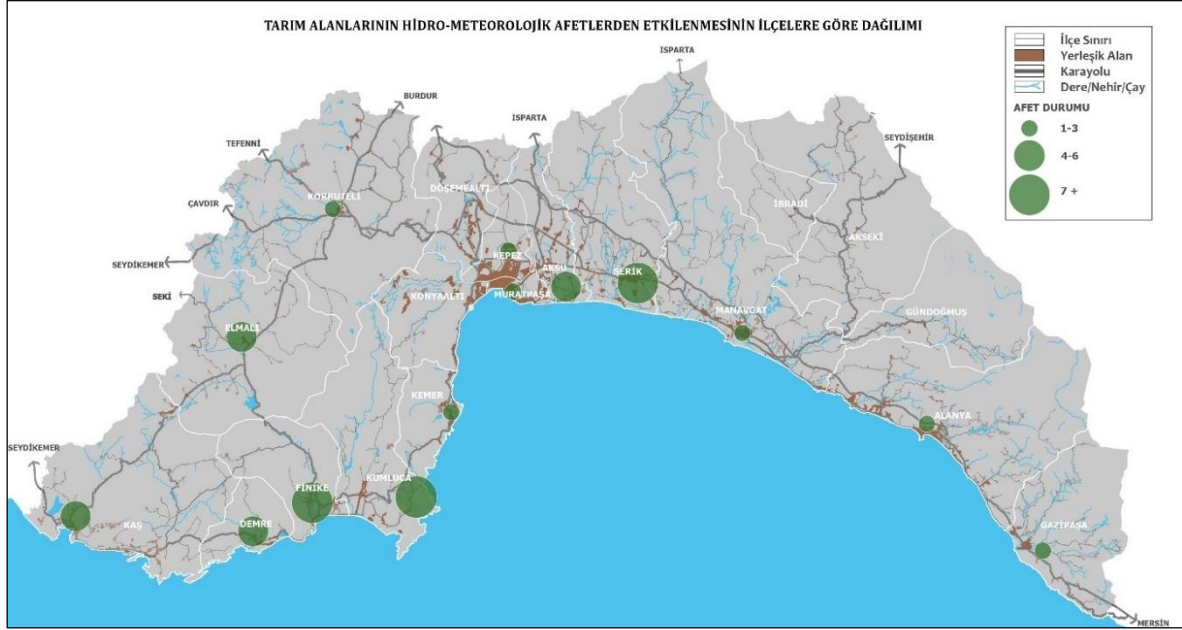 TARIM ALANLARININ HİDRO-METEOROLOJİK AFETLERDEN ETKİLENMESİNİN İLÇELERE GÖRE DAĞILIMI
İlçe Sınırı
Yerleşik Alan
Karayolu
Dere/Nehir/Çay
AFET DURUMU
1-3
4-6
7 +
ISPARTA
BURDUR
ISPARTA
TEFENNİ
SEYDİŞEHİR
KORKUTELİ
DÖŞEMEALTI
ÇAVDIR
İBRADİ
AKSEKİ
SEYDİKEMER
KEPEZ
AKSU
SERİK
SEKİ
KONYAALTI
MURATPAŞA
MANAVGAT
GÜNDOĞMUŞ
ELMALI
KEMER
ALANYA
SEYDİKEMER
KUMLUCA
FİNİKE
KAŞ
DEMRE
GAZİPAŞA
MERSİN